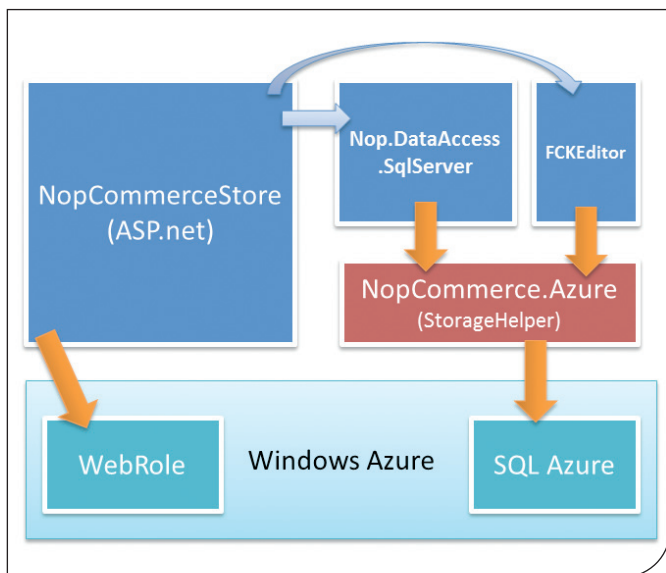 NopCommerceStore
(ASP.net)
Nop.DataAccess
.SqlServer
FCKEditor
NopCommerce.Azure
(StorageHelper)
WebRole
Windows Azure
SQL Azure